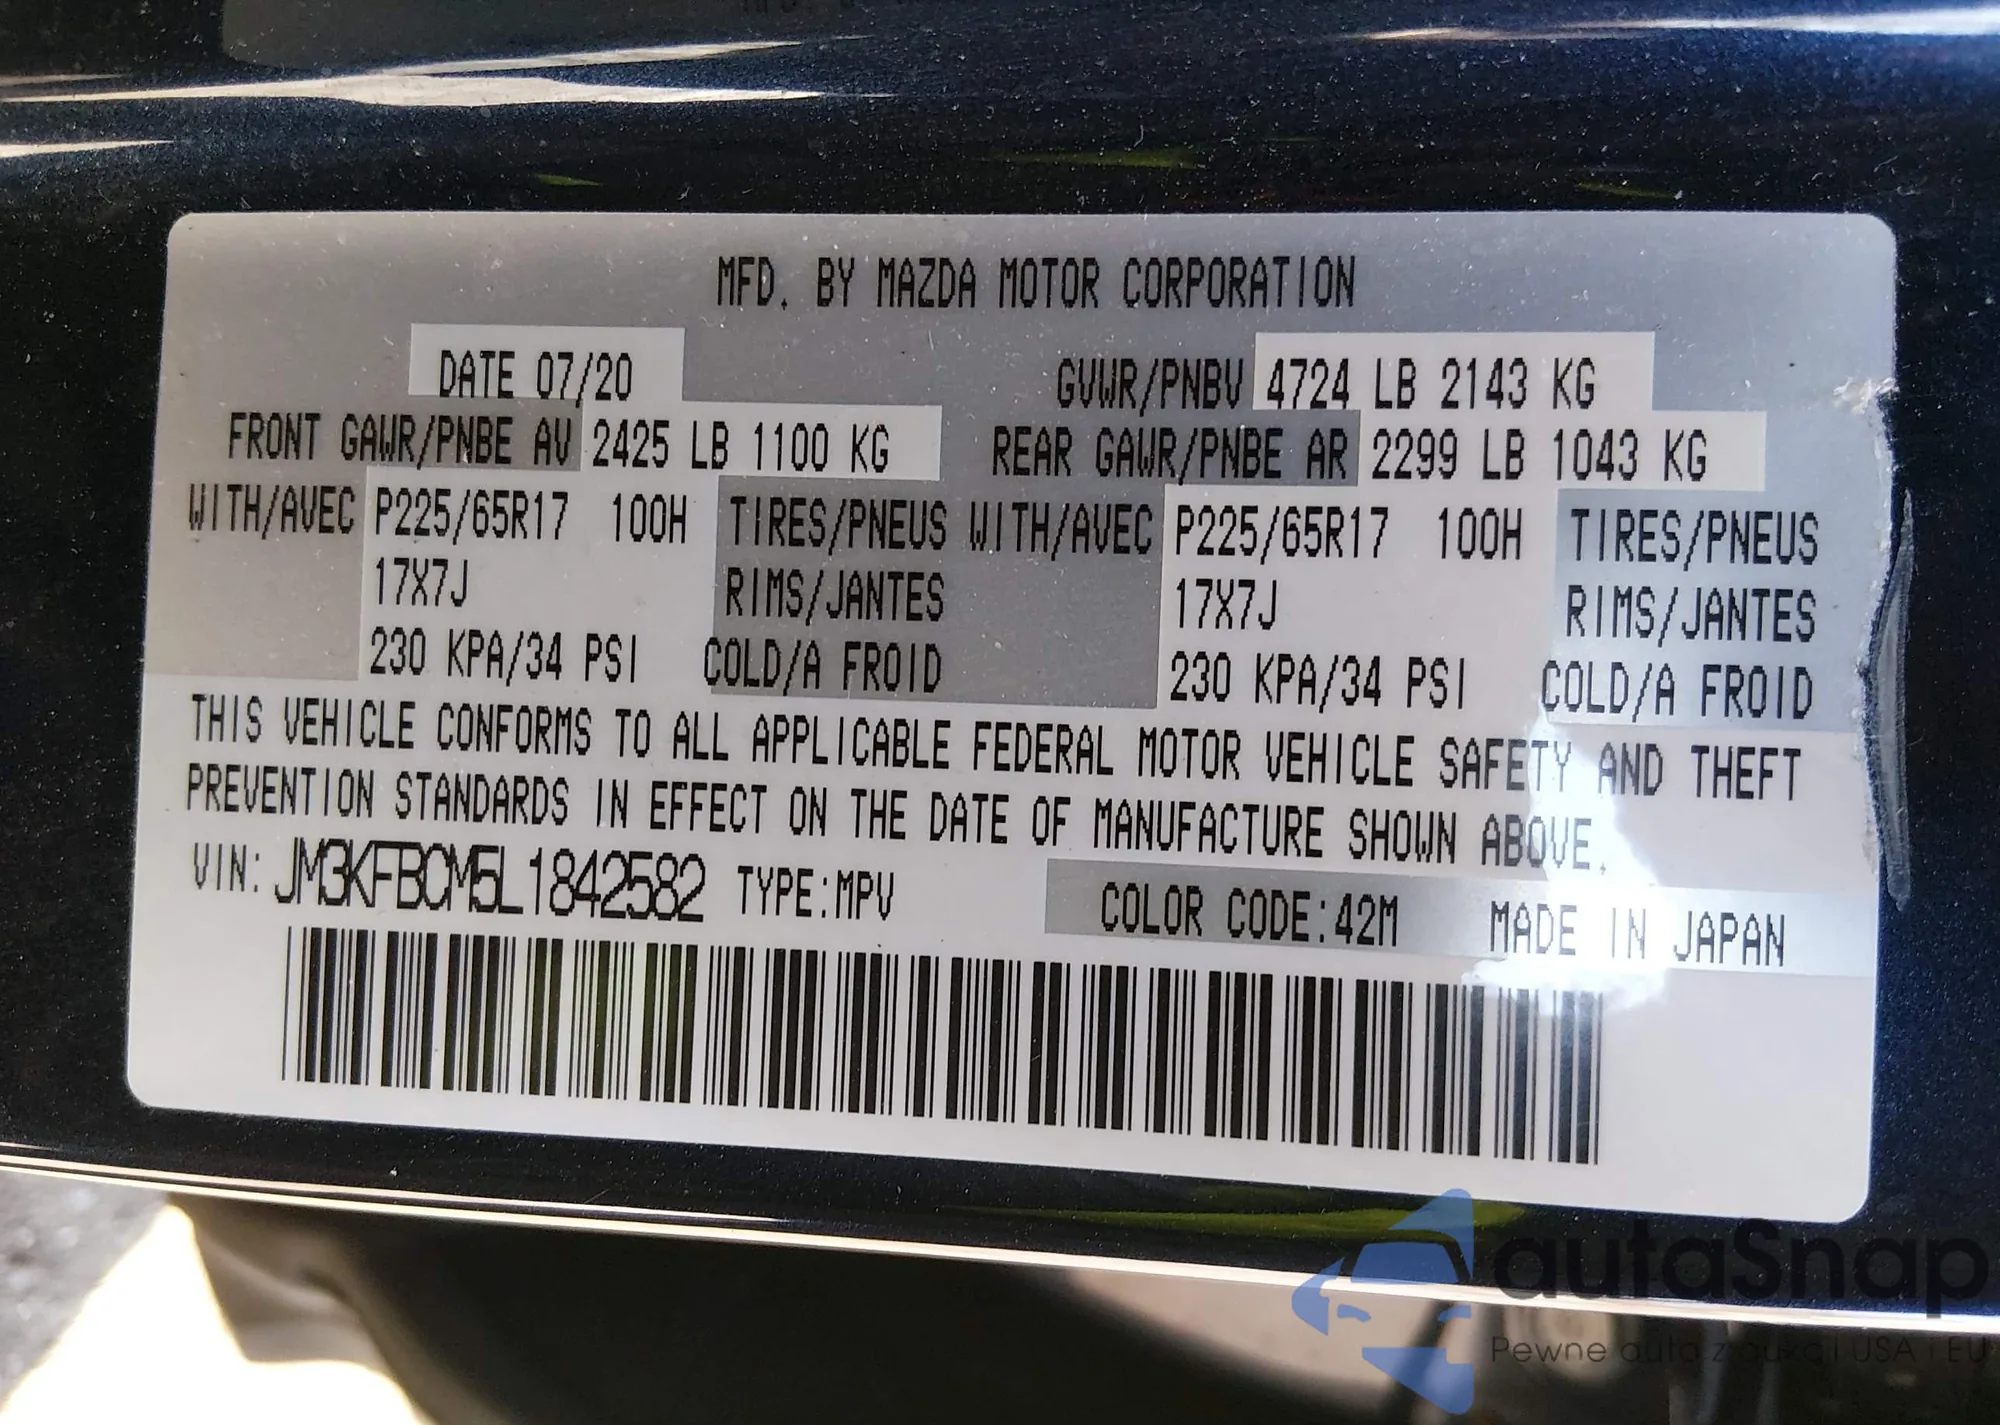 MFD. BY MAZDA MOTOR CORPORATION
DATE 07/20 GVWR/PNBV 4724 LB 2143 KG
FRONT GAWR/PNBE AV 2425 LB 1100 KG REAR GAWR/PNBE AR 2299 LB 1043 KG
WITH/AVEC P225/65R17 100H TIRES/PNEUS WITH/AVEC P225/65R17 100H TIRES/PNEUS
17X7J RIMS/JANTES 17X7J RIMS/JANTES
230 KPA/34 PSI COLD/A FROID 230 KPA/34 PSI COLD/A FROID
THIS VEHICLE CONFORMS TO ALL APPLICABLE FEDERAL MOTOR VEHICLE SAFETY AND THEFT
PREVENTION STANDARDS IN EFFECT ON THE DATE OF MANUFACTURE SHOWN ABOVE.
VIN: JM3KFBCM5L1842582 TYPE:MPV COLOR CODE:42M MADE IN JAPAN
autaSnap
Pewne auto z aukcji USA i EU